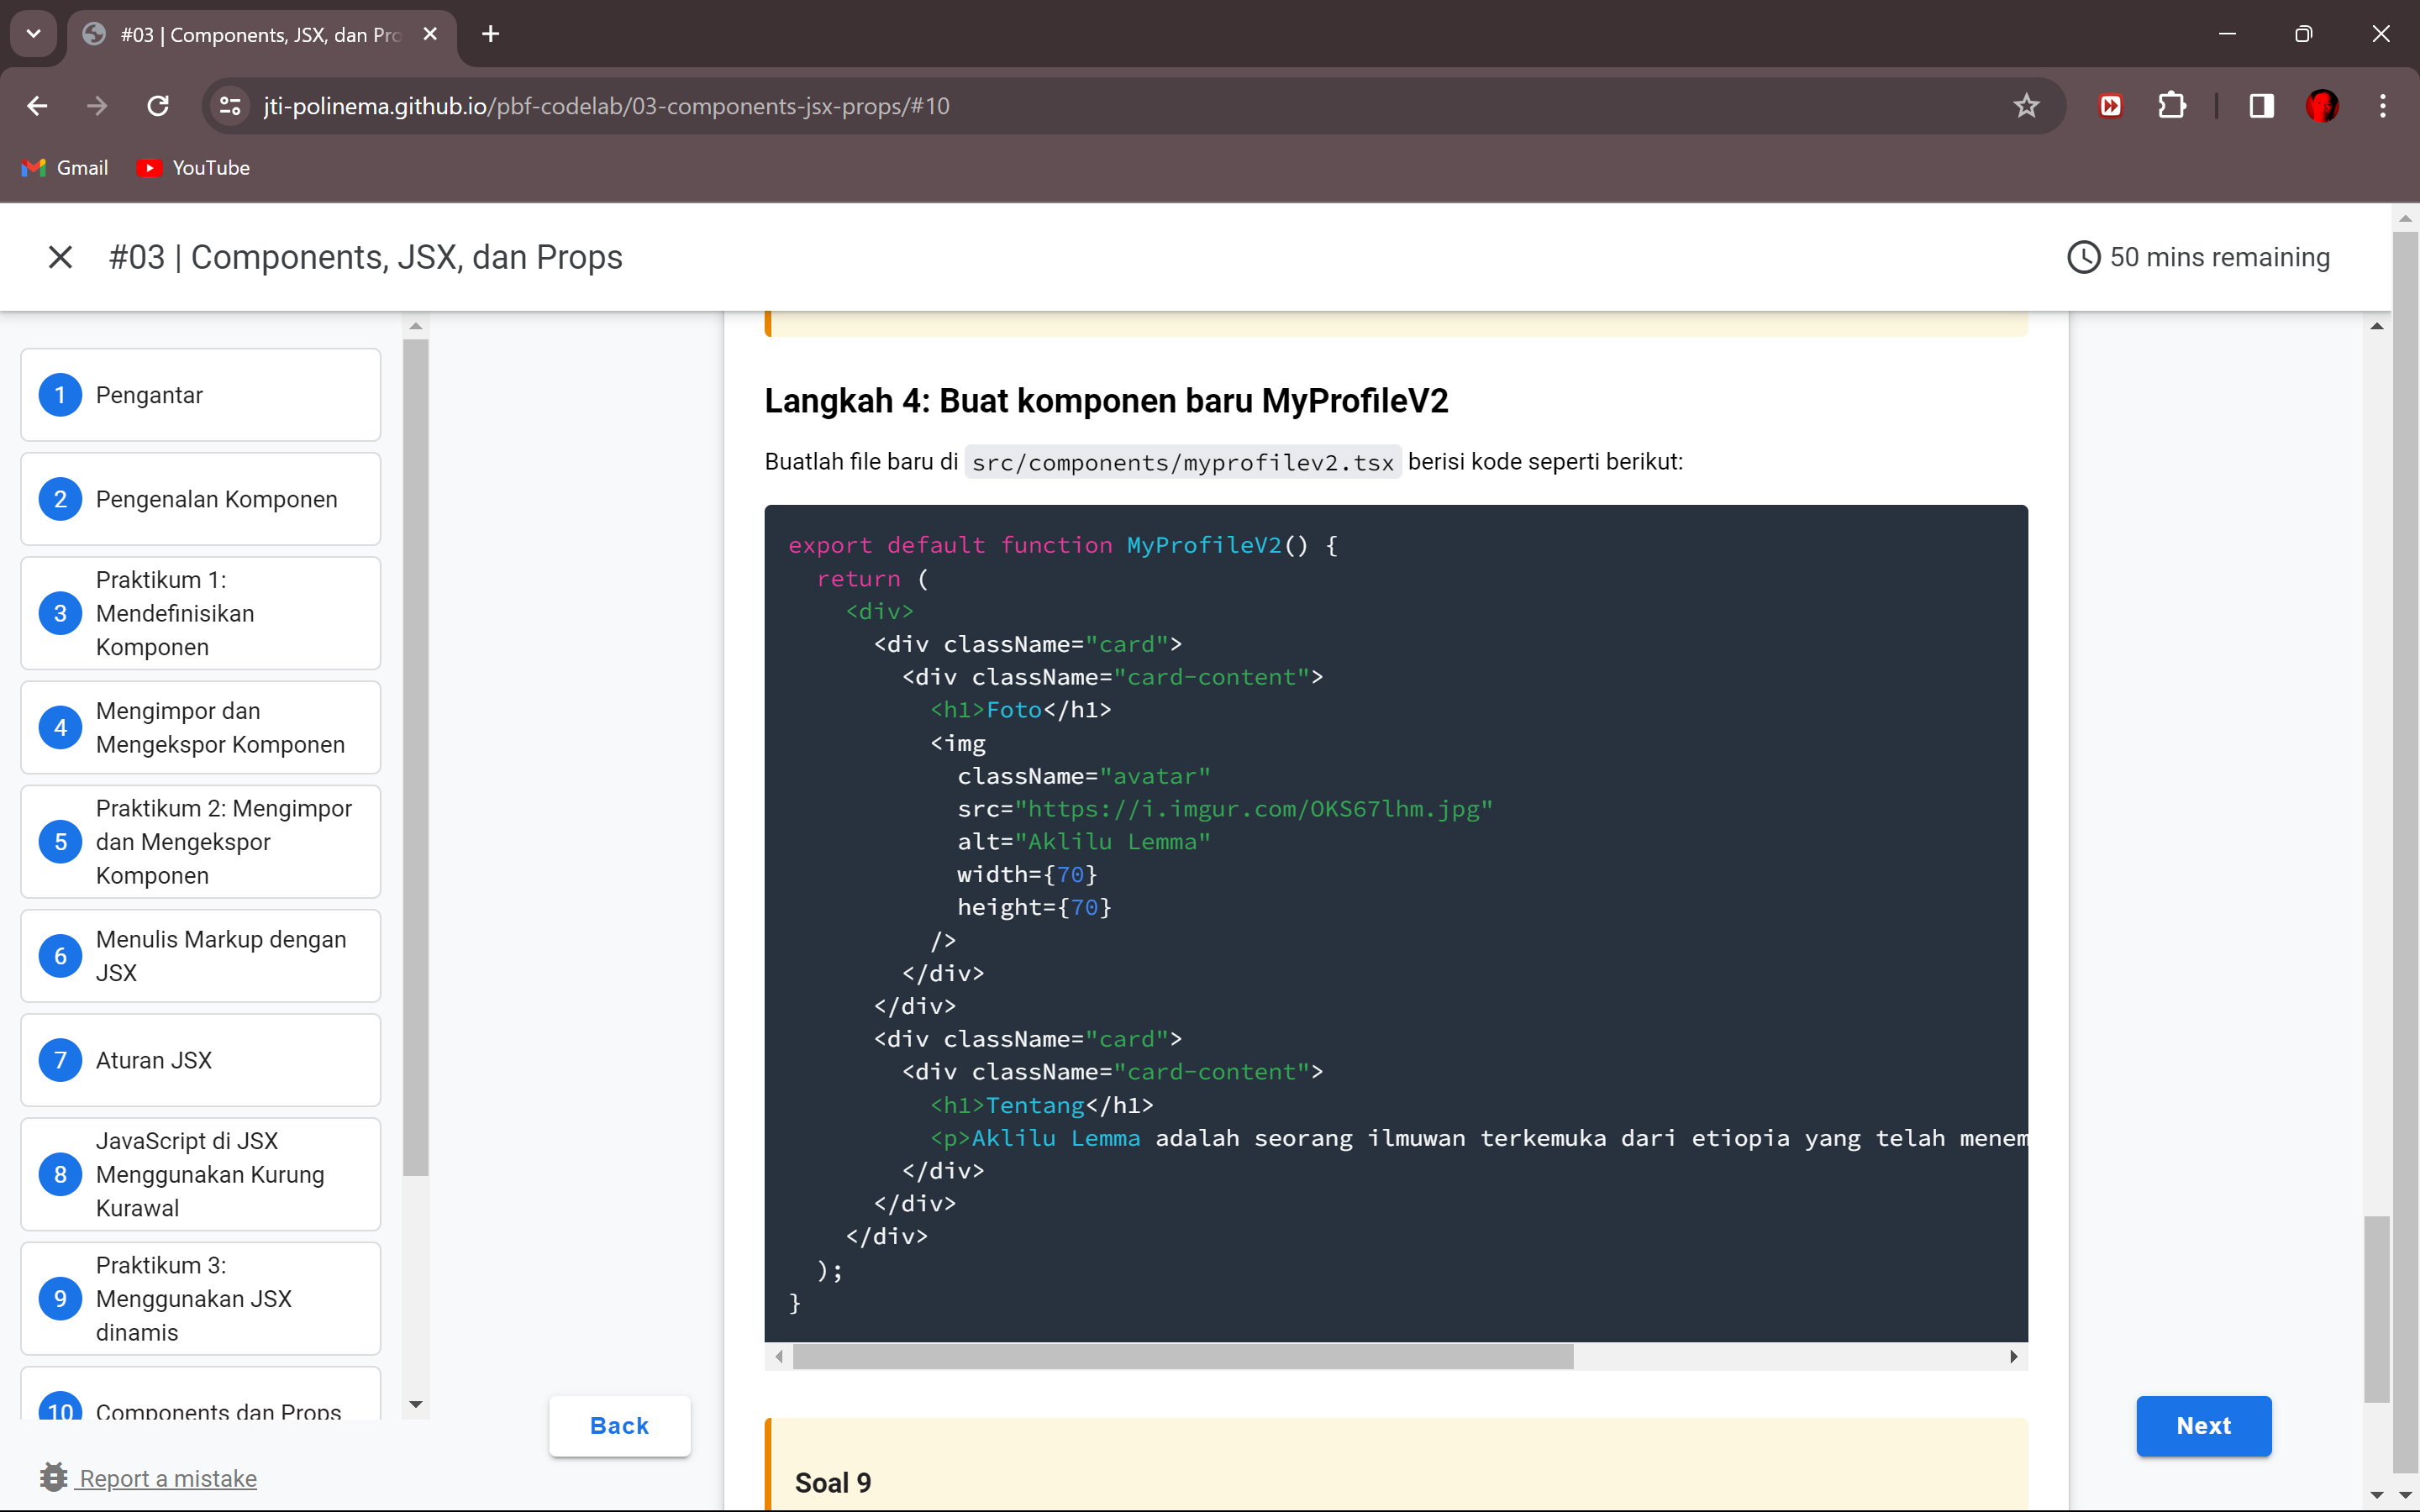 #03 | Components, JSX, dan Pro
jti-polinema.github.io/pbf-codelab/03-components-jsx-props/#10
Gmail
YouTube
#03 | Components, JSX, dan Props
50 mins remaining
1 Pengantar
2 Pengenalan Komponen
3 Praktikum 1:
Mendefinisikan
Komponen
4 Mengimpor dan
Mengekspor Komponen
5 Praktikum 2: Mengimpor
dan Mengekspor
Komponen
6 Menulis Markup dengan
JSX
7 Aturan JSX
8 JavaScript di JSX
Menggunakan Kurung
Kurawal
9 Praktikum 3:
Menggunakan JSX
dinamis
10 Components dan Props
Report a mistake
Langkah 4: Buat komponen baru MyProfileV2
Buatlah file baru di src/components/myprofilev2.tsx berisi kode seperti berikut:
export default function MyProfileV2() {
return (
<div>
<div className="card">
<div className="card-content">
<h1>Foto</h1>
<img
className="avatar"
src="https://i.imgur.com/OKS67lhm.jpg"
alt="Aklilu Lemma"
width={70}
height={70}
/>
</div>
</div>
<div className="card">
<div className="card-content">
<h1>Tentang</h1>
<p>Aklilu Lemma adalah seorang ilmuwan terkemuka dari etiopia yang telah menem
</div>
</div>
</div>
);
}
Back
Next
Soal 9